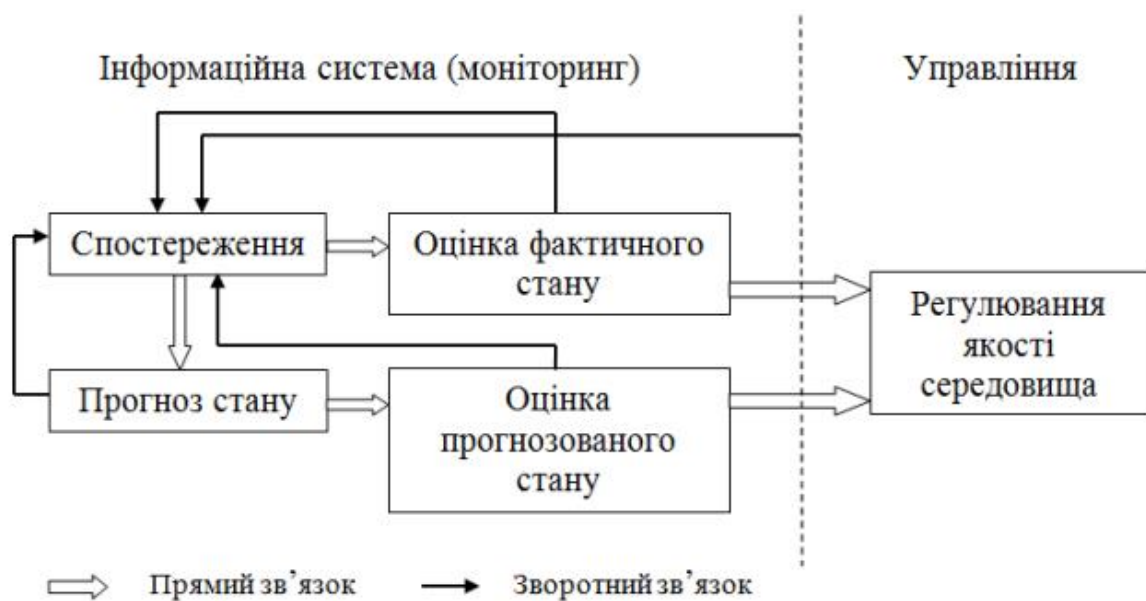 Інформаційна система (моніторинг)
Управління
Спостереження
Оцінка фактичного
стану
Регулювання
якості
середовища
Прогноз стану
Оцінка
прогнозованого
стану
Прямий зв’язок
Зворотний зв’язок